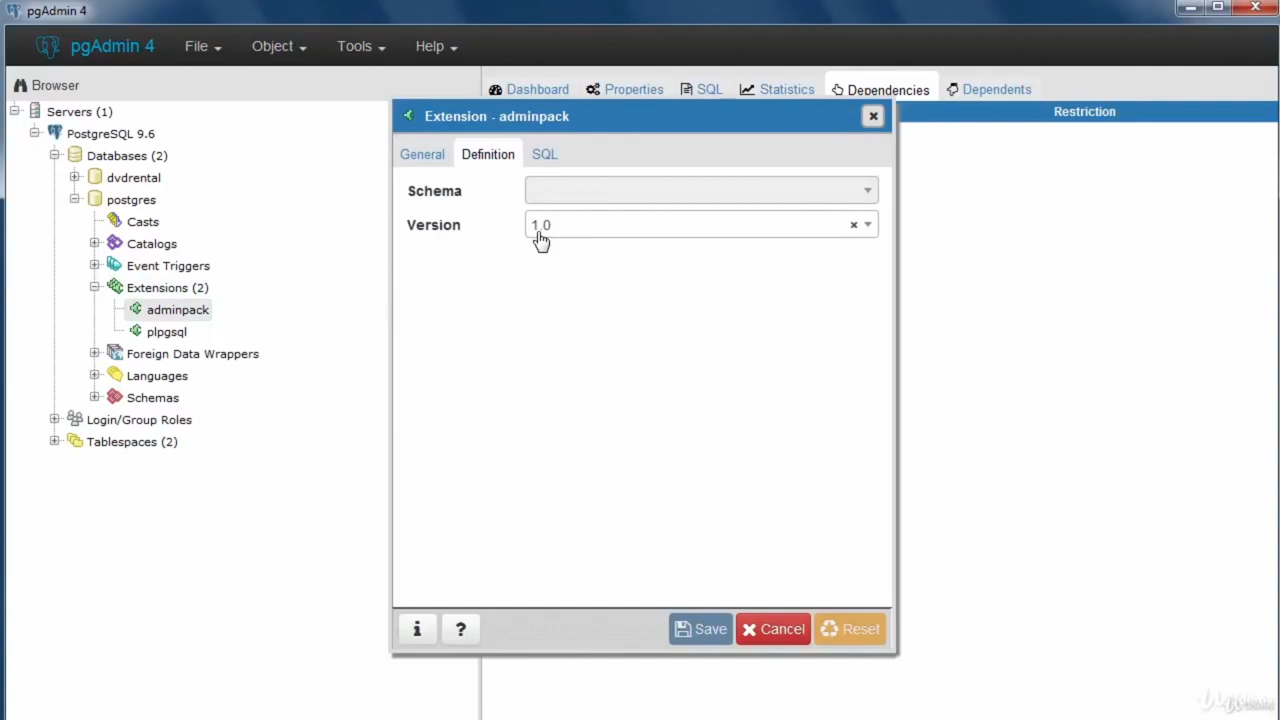 pgAdmin 4
pgAdmin 4 File Object Tools Help
Browser
Dashboard Properties SQL Statistics Dependencies Dependents
Restriction
Servers (1)
PostgreSQL 9.6
Databases (2)
dvdrental
postgres
Casts
Catalogs
Event Triggers
Extensions (2)
adminpack
plpgsql
Foreign Data Wrappers
Languages
Schemas
Login/Group Roles
Tablespaces (2)
Extension - adminpack
General Definition SQL
Schema
Version 1.0
i ? Save Cancel Reset